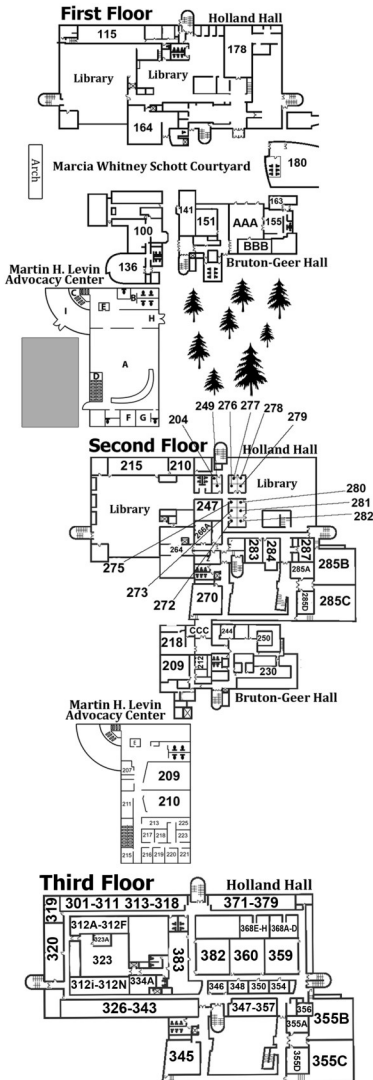 First Floor
Holland Hall
115
178
Library
Library
164
Arch
Marcia Whitney Schott Courtyard
180
141
163
151
AAA
155
100
BBB
136
Bruton-Geer Hall
Martin H. Levin
Advocacy Center
C
B
I
E
H
A
D
F
G
249 276 277
204
278
279
Second Floor
Holland Hall
215
210
Library
280
Library
247
281
282
266A
264
283
284
287
275
285A
285B
273
272
270
285D
285C
CCC
218
244
250
209
212
230
Martin H. Levin
Advocacy Center
Bruton-Geer Hall
207
209
211
210
213
225
217
218
223
215
218
219
220
221
Third Floor
Holland Hall
319
301-311 313-318
371-379
312A-312F
368E-H
368A-D
320
323A
323
383
382
360
359
334A
312i-312N
346
348
350
354
326-343
347-357
356
355A
355B
345
355D
355C